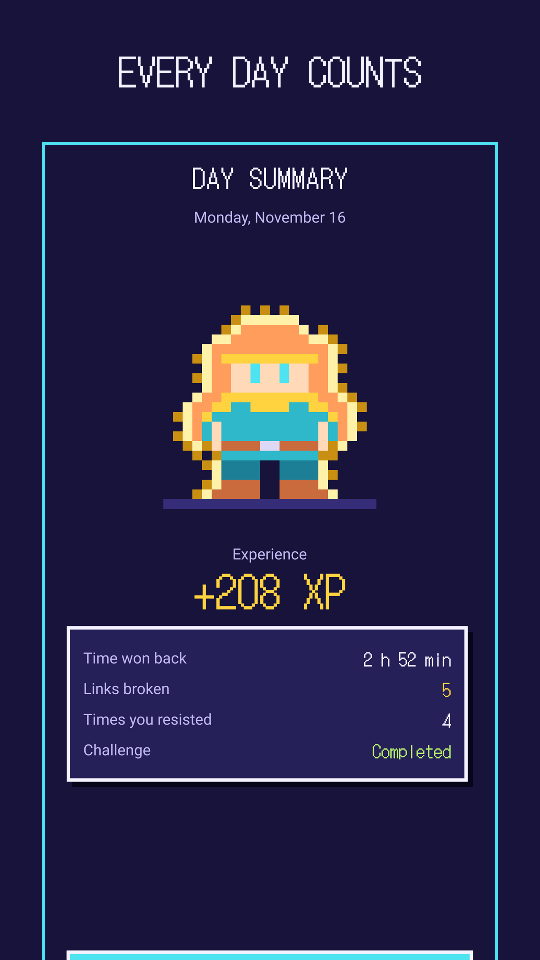 EVERY DAY COUNTS
DAY SUMMARY
Monday, November 16
Experience
+208 XP
Time won back 2 h 52 min
Links broken 5
Times you resisted 4
Challenge Completed